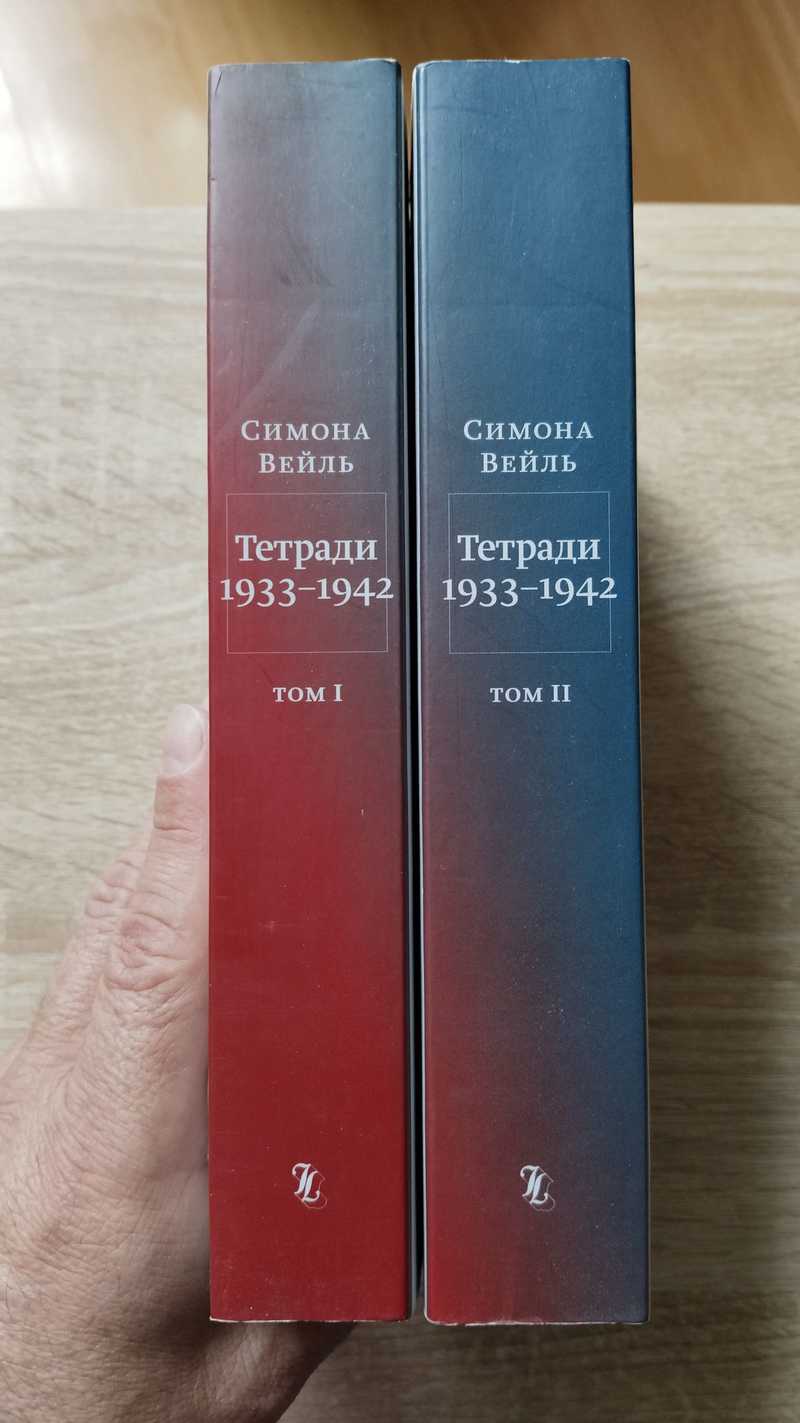 Симона
Вейль
Тетради
1933–1942
том I
Симона
Вейль
Тетради
1933–1942
том II